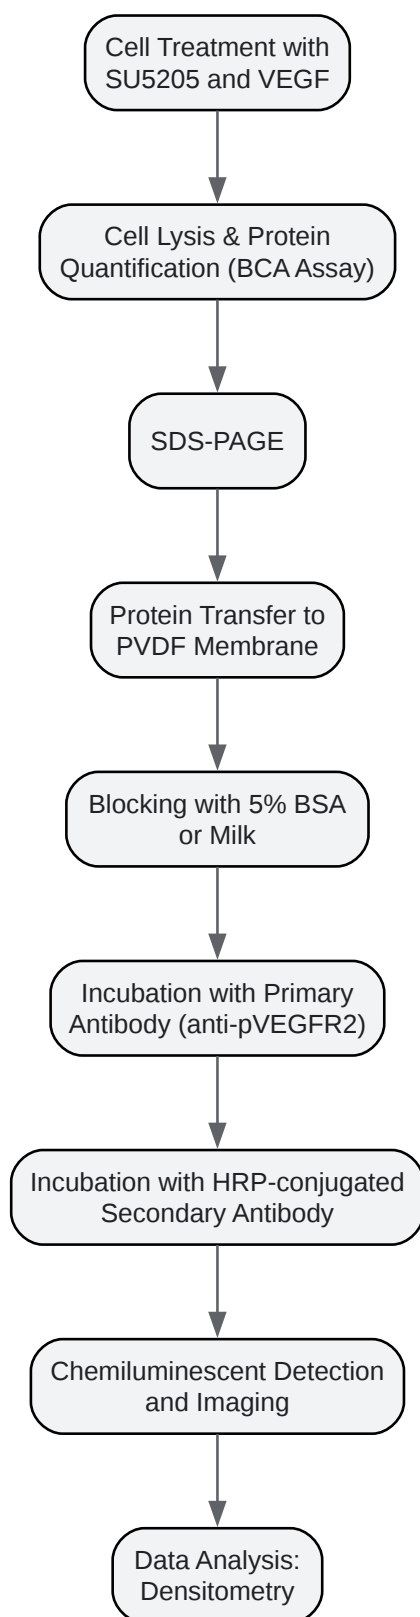 Cell Treatment with
SU5205 and VEGF
Cell Lysis & Protein
Quantification (BCA Assay)
SDS-PAGE
Protein Transfer to
PVDF Membrane
Blocking with 5% BSA
or Milk
Incubation with Primary
Antibody (anti-pVEGFR2)
Incubation with HRP-conjugated
Secondary Antibody
Chemiluminescent Detection
and Imaging
Data Analysis:
Densitometry